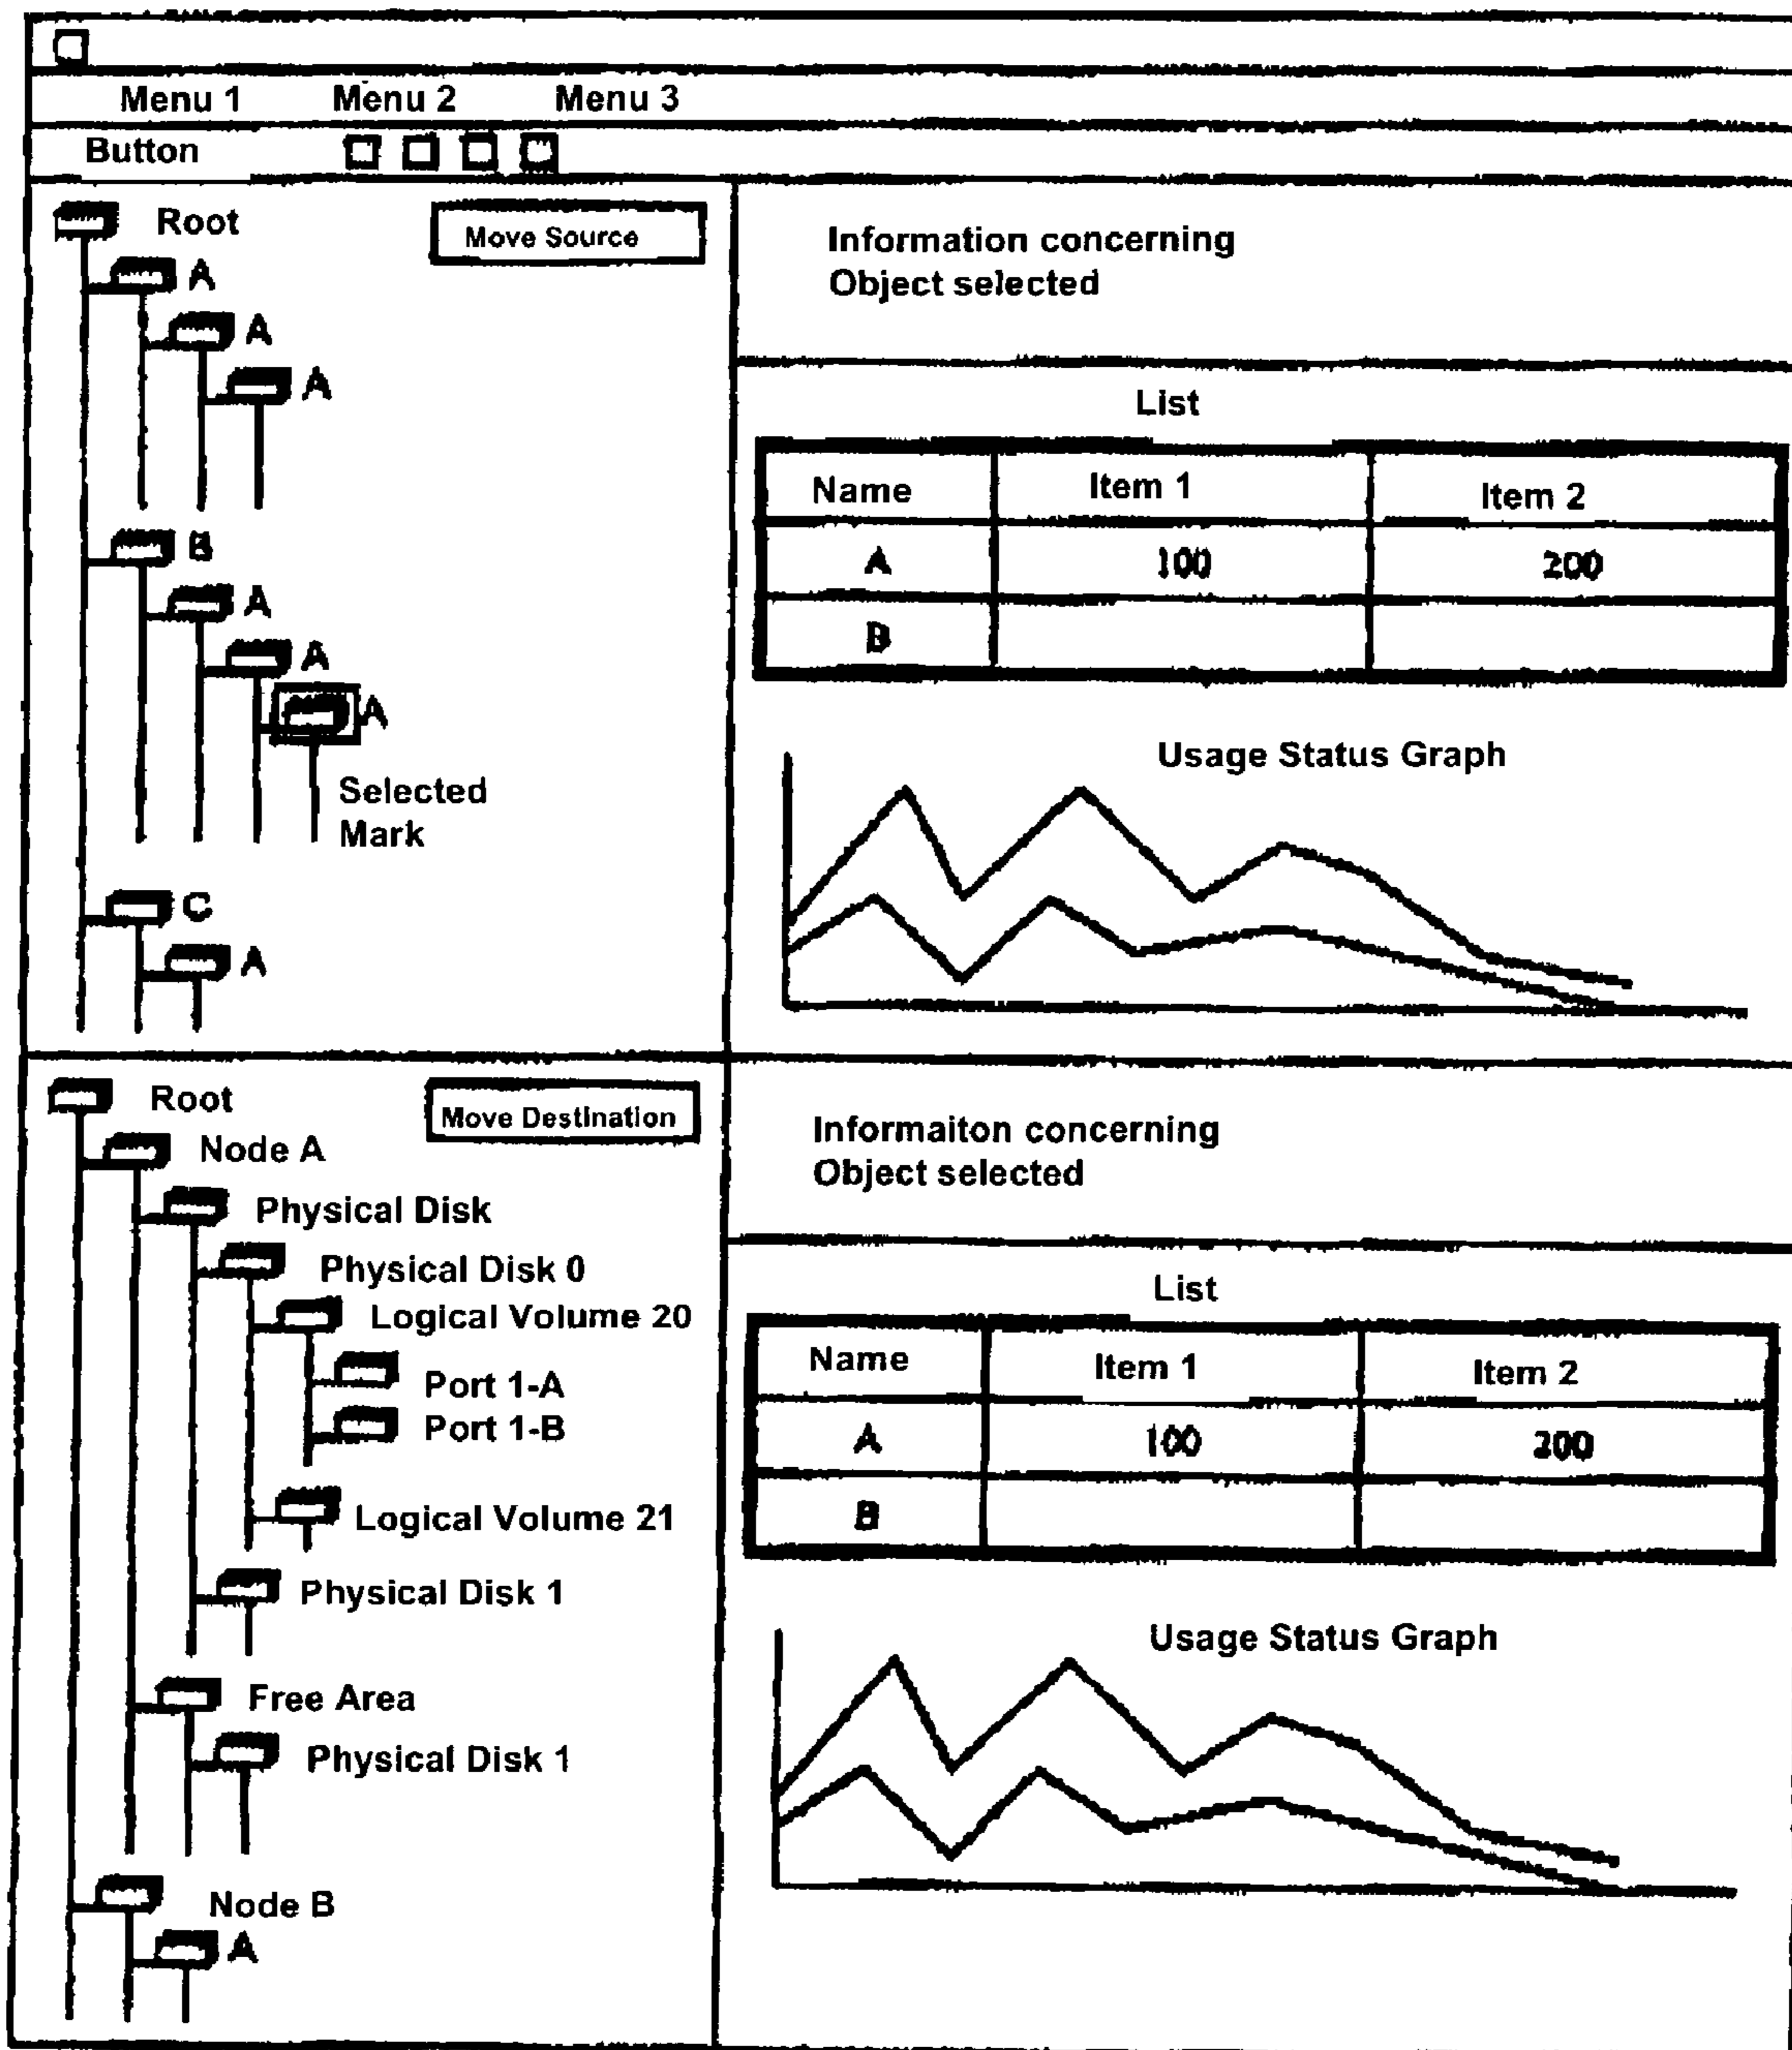 Menu 1 Menu 2 Menu 3
Button
Root
Move Source
A
A
A
B
A
A
A
Selected
Mark
C
A
Information concerning
Object selected
List
Name Item 1 Item 2
A 100 200
B
Usage Status Graph
Root
Move Destination
Node A
Physical Disk
Physical Disk 0
Logical Volume 20
Port 1-A
Port 1-B
Logical Volume 21
Physical Disk 1
Free Area
Physical Disk 1
Node B
A
Informaiton concerning
Object selected
List
Name Item 1 Item 2
A 100 200
B
Usage Status Graph